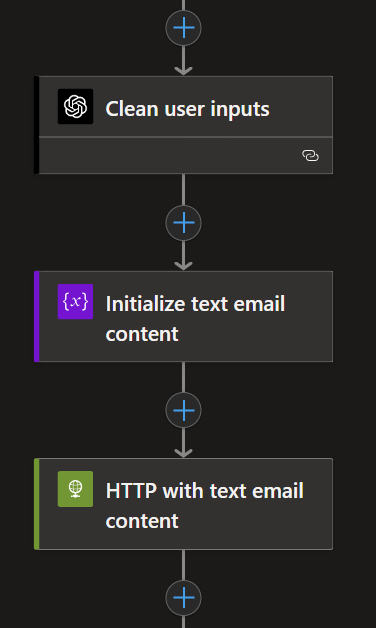 Clean user inputs
{x}
Initialize text email
content
HTTP with text email
content